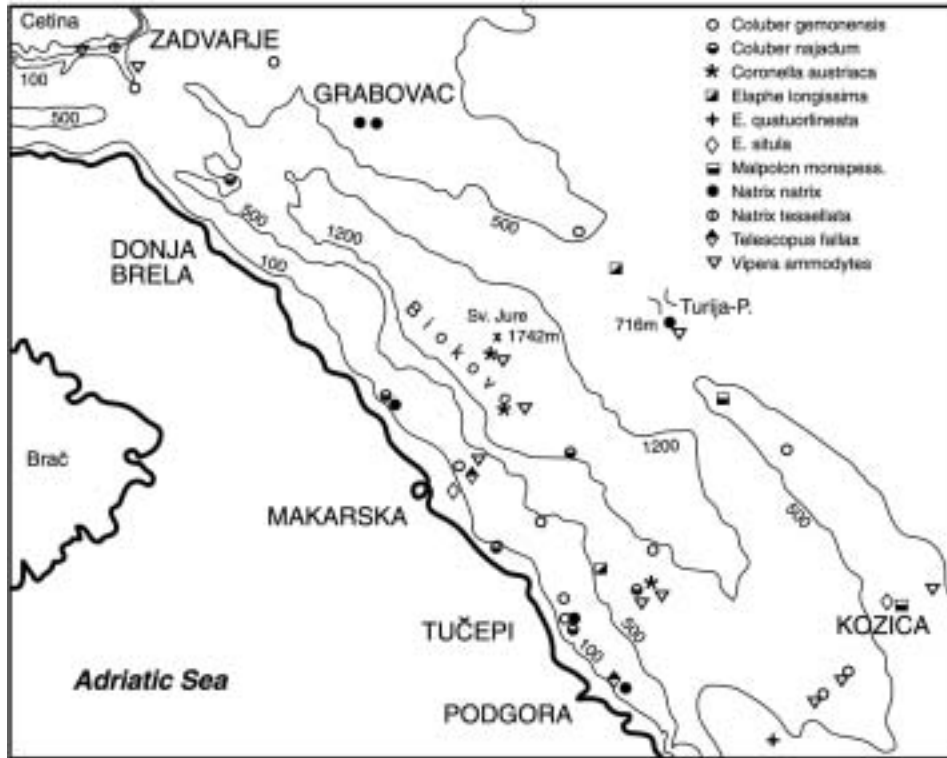 Cetina
ZADVARJE
100
500
GRABOVAC
Coluber gemonensis
Coluber najadum
Coronella austriaca
Elaphe longissima
E. quatuorlineata
E. situla
Malpolon monspess.
Natrix natrix
Natrix tessellata
Telescopus fallax
Vipera ammodytes
500
500
1200
100
DONJA
BRELA
Biokovo
Sv. Jure
x 1742m
716m
Turija-P.
1200
Brač
MAKARSKA
500
500
TUČEPI
100
KOZICA
Adriatic Sea
PODGORA